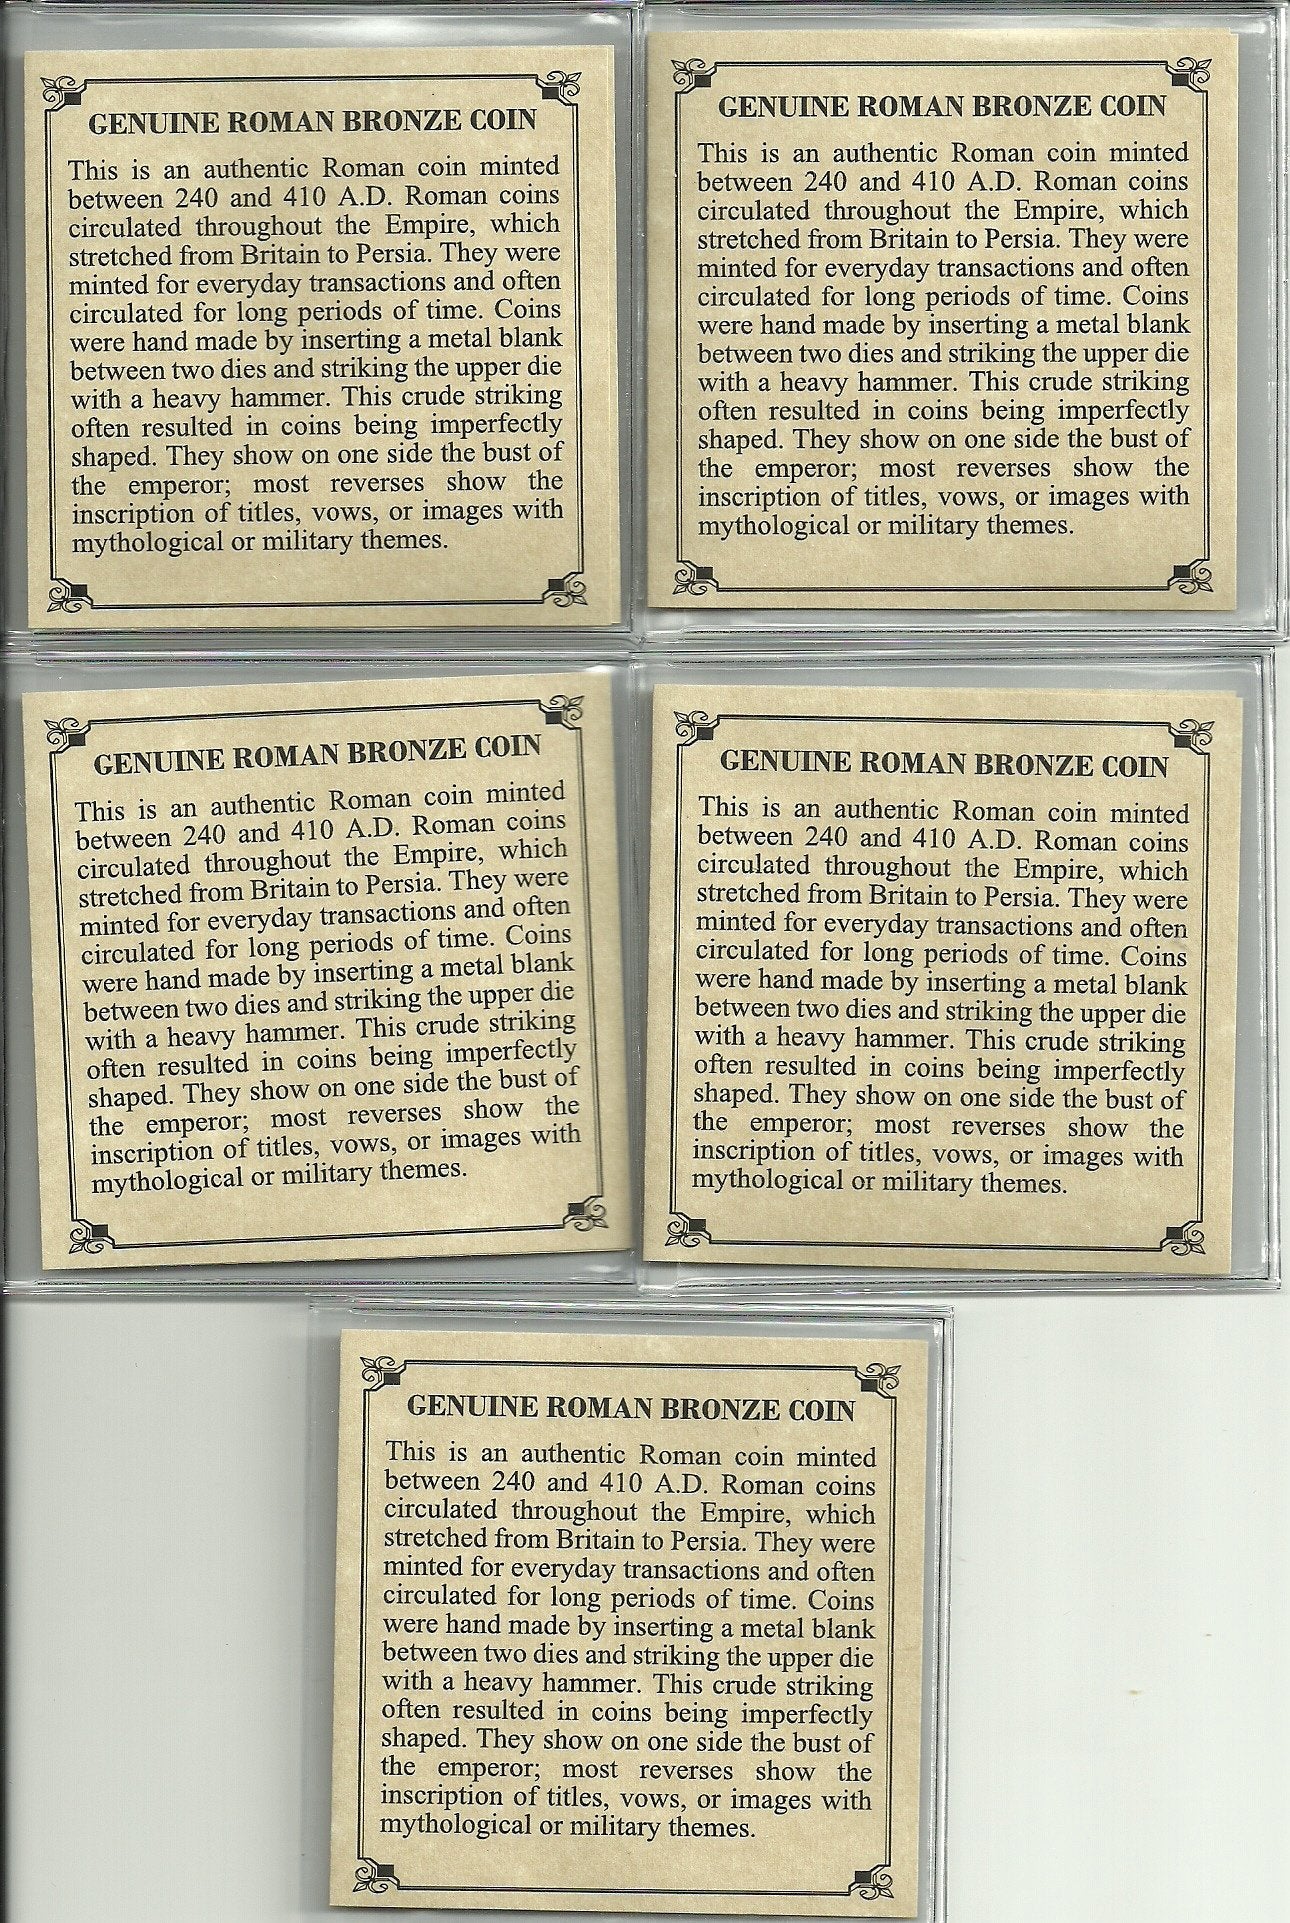 GENUINE ROMAN BRONZE COIN
This is an authentic Roman coin minted
between 240 and 410 A.D. Roman coins
circulated throughout the Empire, which
stretched from Britain to Persia. They were
minted for everyday transactions and often
circulated for long periods of time. Coins
were hand made by inserting a metal blank
between two dies and striking the upper die
with a heavy hammer. This crude striking
often resulted in coins being imperfectly
shaped. They show on one side the bust of
the emperor; most reverses show the
inscription of titles, vows, or images with
mythological or military themes.
GENUINE ROMAN BRONZE COIN
This is an authentic Roman coin minted
between 240 and 410 A.D. Roman coins
circulated throughout the Empire, which
stretched from Britain to Persia. They were
minted for everyday transactions and often
circulated for long periods of time. Coins
were hand made by inserting a metal blank
between two dies and striking the upper die
with a heavy hammer. This crude striking
often resulted in coins being imperfectly
shaped. They show on one side the bust of
the emperor; most reverses show the
inscription of titles, vows, or images with
mythological or military themes.
GENUINE ROMAN BRONZE COIN
This is an authentic Roman coin minted
between 240 and 410 A.D. Roman coins
circulated throughout the Empire, which
stretched from Britain to Persia. They were
minted for everyday transactions and often
circulated for long periods of time. Coins
were hand made by inserting a metal blank
between two dies and striking the upper die
with a heavy hammer. This crude striking
often resulted in coins being imperfectly
shaped. They show on one side the bust of
the emperor; most reverses show the
inscription of titles, vows, or images with
mythological or military themes.
GENUINE ROMAN BRONZE COIN
This is an authentic Roman coin minted
between 240 and 410 A.D. Roman coins
circulated throughout the Empire, which
stretched from Britain to Persia. They were
minted for everyday transactions and often
circulated for long periods of time. Coins
were hand made by inserting a metal blank
between two dies and striking the upper die
with a heavy hammer. This crude striking
often resulted in coins being imperfectly
shaped. They show on one side the bust of
the emperor; most reverses show the
inscription of titles, vows, or images with
mythological or military themes.
GENUINE ROMAN BRONZE COIN
This is an authentic Roman coin minted
between 240 and 410 A.D. Roman coins
circulated throughout the Empire, which
stretched from Britain to Persia. They were
minted for everyday transactions and often
circulated for long periods of time. Coins
were hand made by inserting a metal blank
between two dies and striking the upper die
with a heavy hammer. This crude striking
often resulted in coins being imperfectly
shaped. They show on one side the bust of
the emperor; most reverses show the
inscription of titles, vows, or images with
mythological or military themes.